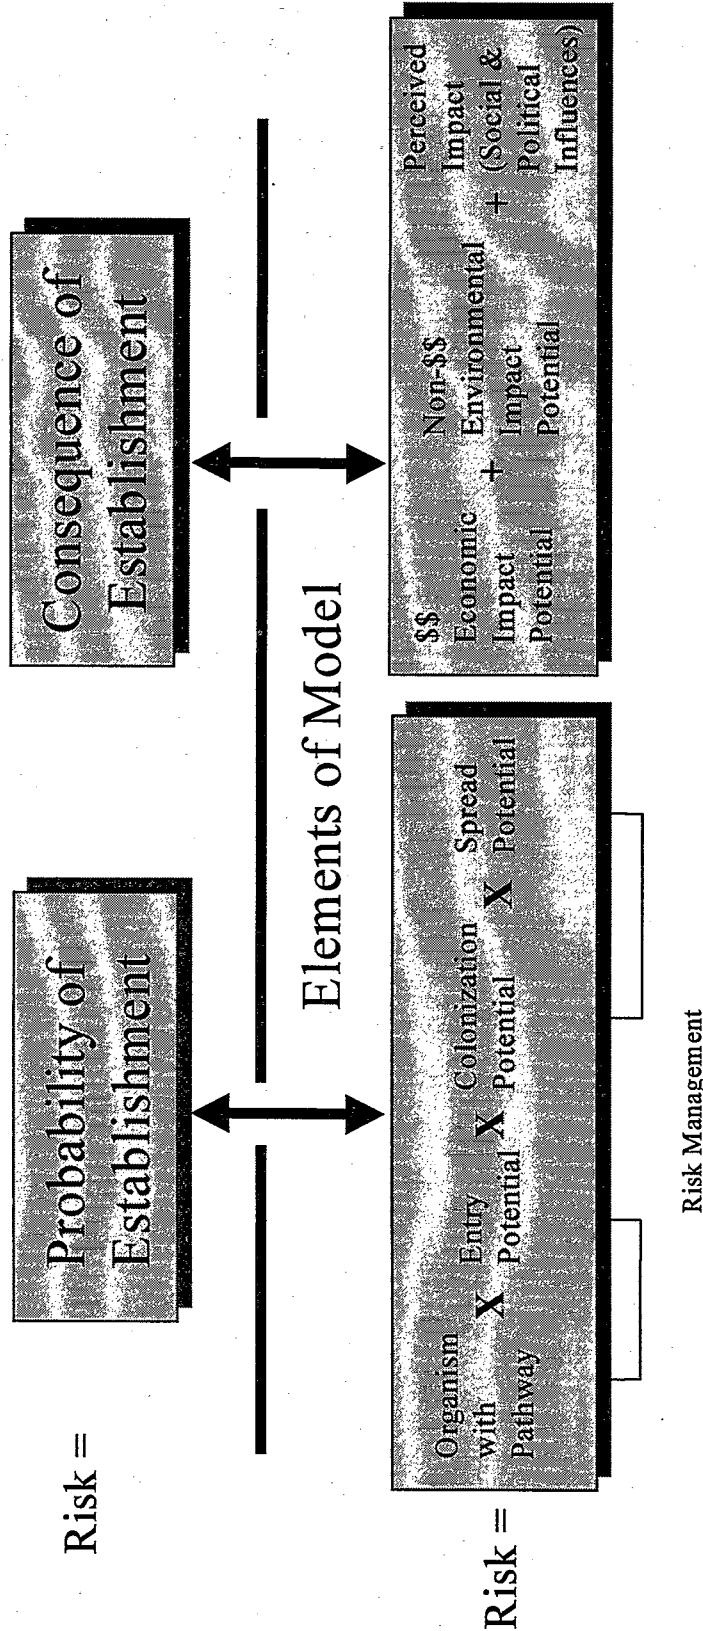 Risk =
Probability of
Establishment
Consequence of
Establishment
Elements of Model
Risk =
Organism
with
Pathway
X
Entry
Potential
X
Colonization
Potential
X
Spread
Potential
$$
Economic
Impact
Potential
+
Non-$$
Environmental
Impact
Potential
+
Perceived
Impact
(Social &
Political
Influences)
Risk Management